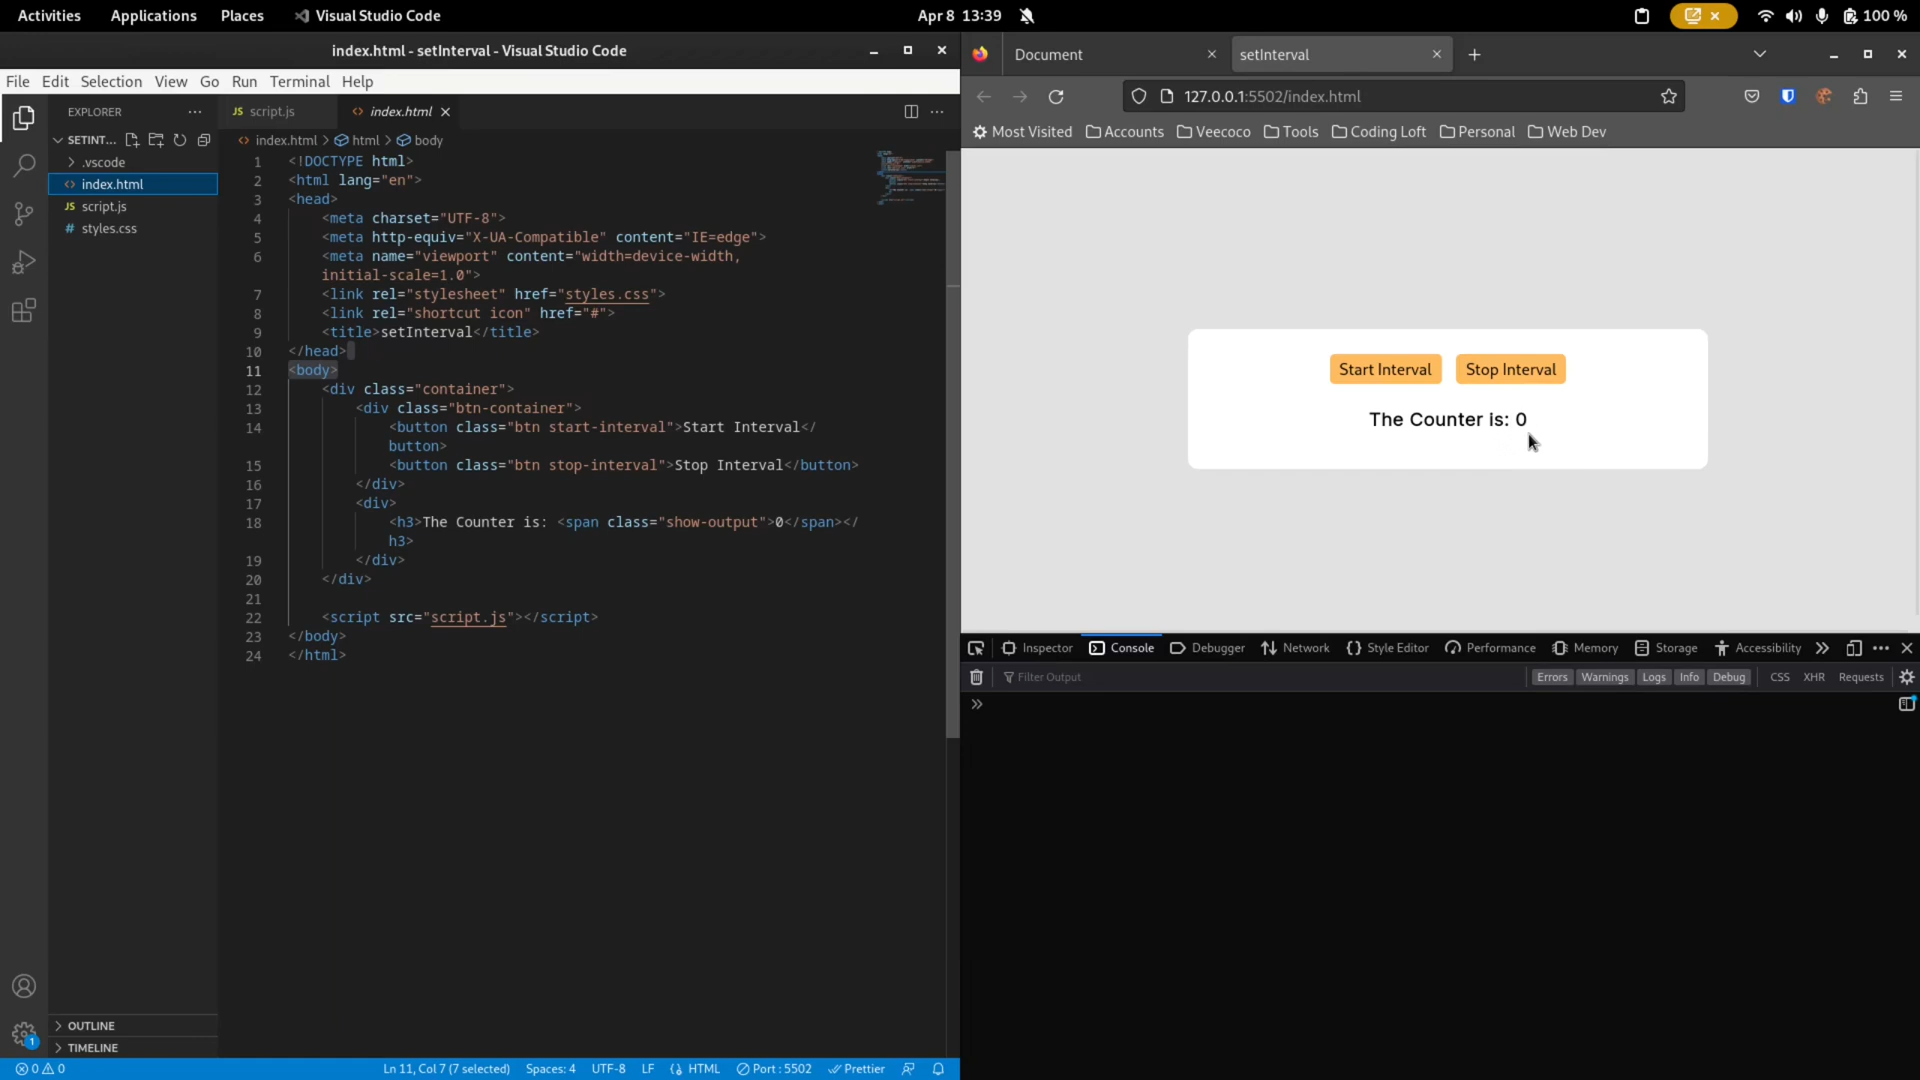 Activities Applications Places Visual Studio Code Apr 8 13:39 100 %
index.html - setInterval - Visual Studio Code
File Edit Selection View Go Run Terminal Help
EXPLORER
SETINT...
.vscode
index.html
JS script.js
# styles.css
OUTLINE
TIMELINE
JS script.js index.html
index.html > html > body
1 <!DOCTYPE html>
2 <html lang="en">
3 <head>
4 <meta charset="UTF-8">
5 <meta http-equiv="X-UA-Compatible" content="IE=edge">
6 <meta name="viewport" content="width=device-width,
initial-scale=1.0">
7 <link rel="stylesheet" href="styles.css">
8 <link rel="shortcut icon" href="#">
9 <title>setInterval</title>
10 </head>
11 <body>
12 <div class="container">
13 <div class="btn-container">
14 <button class="btn start-interval">Start Interval</
button>
15 <button class="btn stop-interval">Stop Interval</button>
16 </div>
17 <div>
18 <h3>The Counter is: <span class="show-output">0</span></
h3>
19 </div>
20 </div>
21
22 <script src="script.js"></script>
23 </body>
24 </html>
1
0 0 Ln 11, Col 7 (7 selected) Spaces: 4 UTF-8 LF HTML Port : 5502 Prettier
Document setInterval
127.0.0.1:5502/index.html
Most Visited Accounts Veecoco Tools Coding Loft Personal Web Dev
Start Interval Stop Interval
The Counter is: 0
Inspector Console Debugger Network Style Editor Performance Memory Storage Accessibility
Filter Output Errors Warnings Logs Info Debug CSS XHR Requests